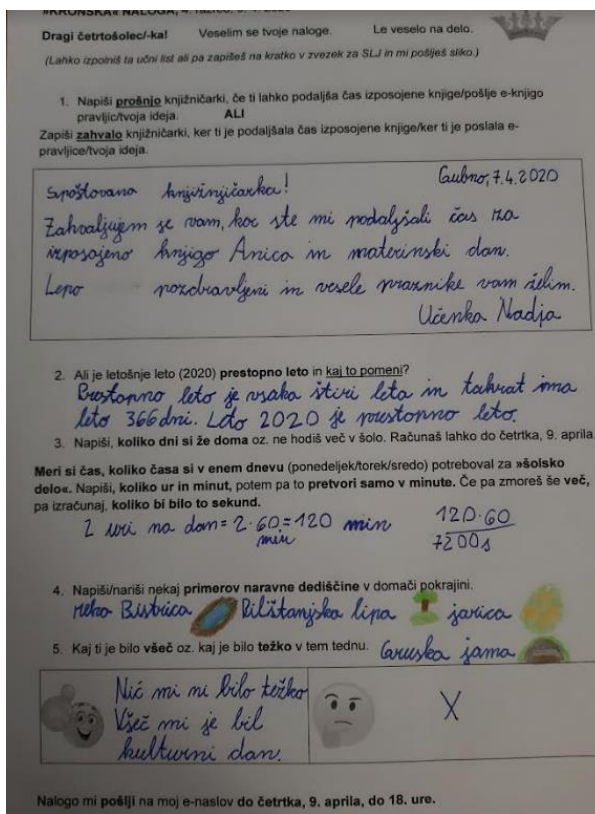 »KRONSKA« NALOGA, 4. razred,
Dragi četrtošolec/-ka! Veselim se tvoje naloge. Le veselo na delo.
(Lahko izpolniš ta učni list ali pa zapišeš na kratko v zvezek za SLJ in mi pošlješ sliko.)
1. Napiši prošnjo knjižničarki, če ti lahko podaljša čas izposojene knjige/pošlje e-knjigo
pravljic/tvoja ideja. ALI
Zapiši zahvalo knjižničarki, ker ti je podaljšala čas izposojene knjige/ker ti je poslala e-
pravljice/tvoja ideja.
Spoštovana knjižnjičarka! Gubno, 7.4.2020
Zahvaljujem se vam, kor ste mi podaljšali čas za
izposojeno knjigo Anica in materinski dan.
Lepo pozdravljeni in vesele praznike vam želim.
Učenka Nadja
2. Ali je letošnje leto (2020) prestopno leto in kaj to pomeni?
Prestopno leto je vsaka štiri leta in takrat ima
leto 366 dni. Leto 2020 je prestopno leto.
3. Napiši, koliko dni si že doma oz. ne hodiš več v šolo. Računaš lahko do četrtka, 9. aprila
Meri si čas, koliko časa si v enem dnevu (ponedeljek/torek/sredo) potreboval za »šolsko
delo«. Napiši, koliko ur in minut, potem pa to pretvori samo v minute. Če pa zmoreš še več,
pa izračunaj, koliko bi bilo to sekund.
2 uri na dan = 2·60 = 120 min 120·60
min 7200s
4. Napiši/nariši nekaj primerov naravne dediščine v domači pokrajini.
reka Bistrica Pilštanjska lipa jarica
5. Kaj ti je bilo všeč oz. kaj je bilo težko v tem tednu. Gruska jama
Nič mi ni bilo težko X
Všeč mi je bil
kulturni dan.
Nalogo mi pošlji na moj e-naslov do četrtka, 9. aprila, do 18. ure.